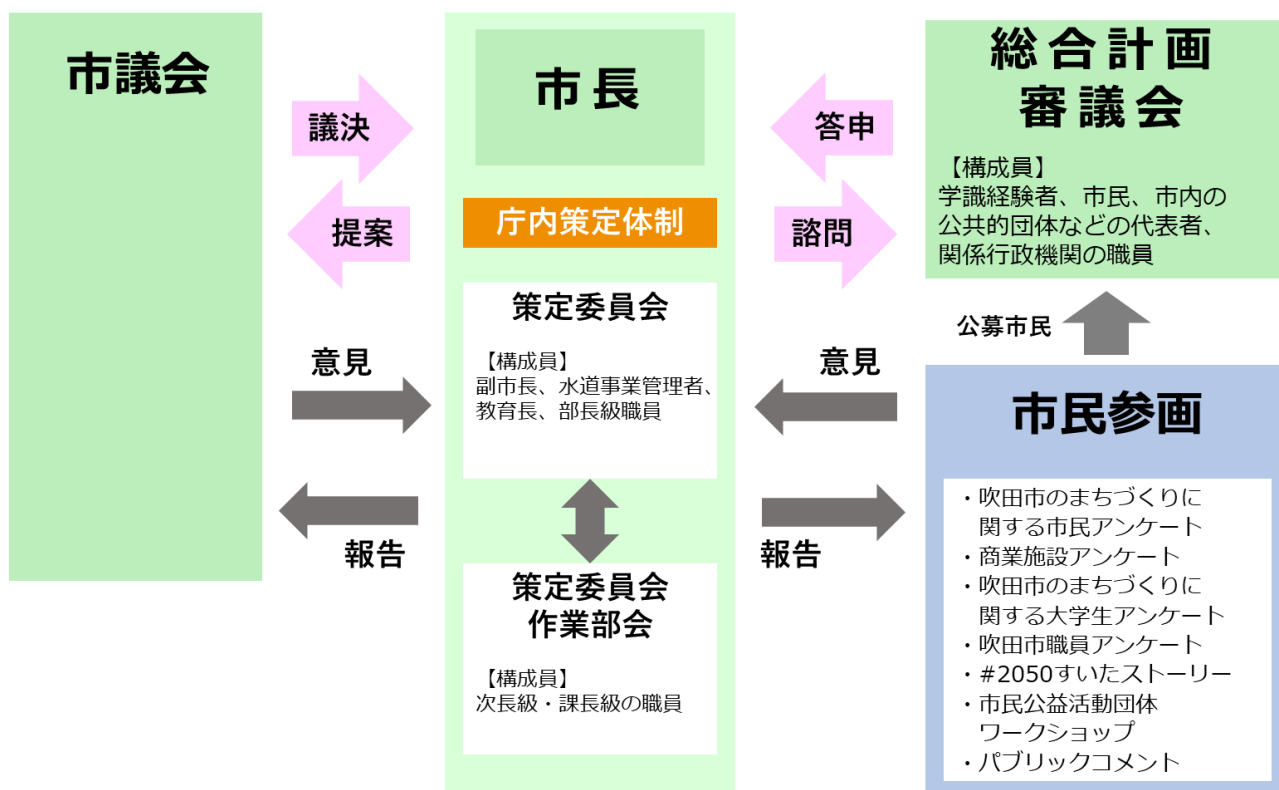 市議会
議決
提案
意見
報告
市長
庁内策定体制
策定委員会
【構成員】
副市長、水道事業管理者、
教育長、部長級職員
策定委員会
作業部会
【構成員】
次長級・課長級の職員
答申
諮問
意見
報告
総合計画
審議会
【構成員】
学識経験者、市民、市内の
公共的団体などの代表者、
関係行政機関の職員
公募市民
市民参画
・吹田市のまちづくりに
関する市民アンケート
・商業施設アンケート
・吹田市のまちづくりに
関する大学生アンケート
・吹田市職員アンケート
・#2050すいたストーリー
・市民公益活動団体
ワークショップ
・パブリックコメント